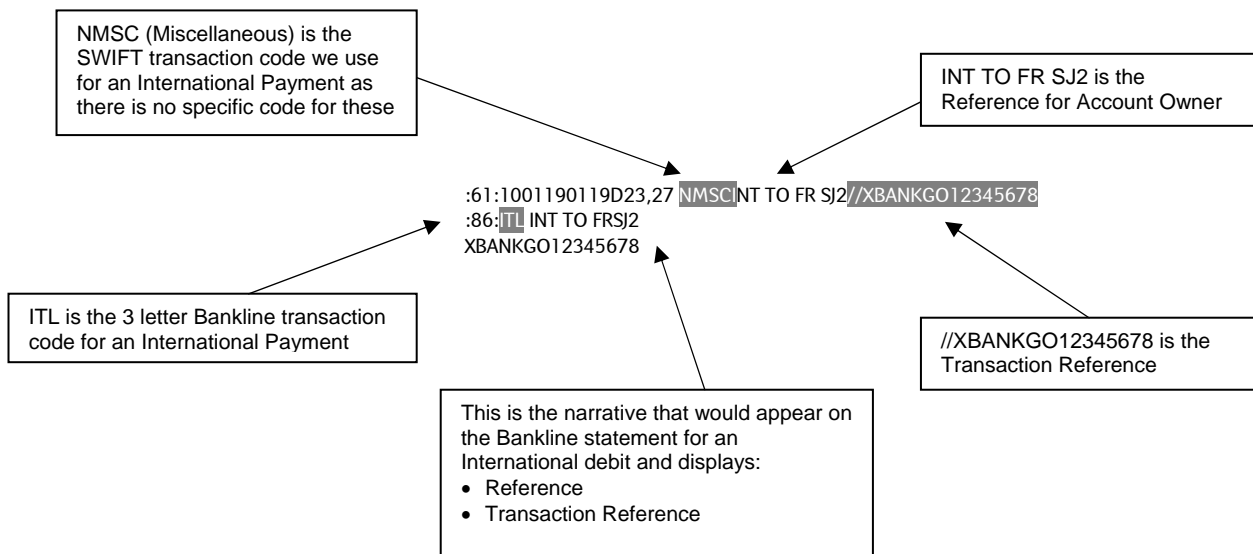 NMSC (Miscellaneous) is the
SWIFT transaction code we use
for an International Payment as
there is no specific code for these
INT TO FR SJ2 is the
Reference for Account Owner
:61:1001190119D23,27 NMSCINT TO FR SJ2//XBANKGO12345678
:86:ITL INT TO FRSJ2
XBANKGO12345678
ITL is the 3 letter Bankline transaction
code for an International Payment
//XBANKGO12345678 is the
Transaction Reference
This is the narrative that would appear on
the Bankline statement for an
International debit and displays:
• Reference
• Transaction Reference